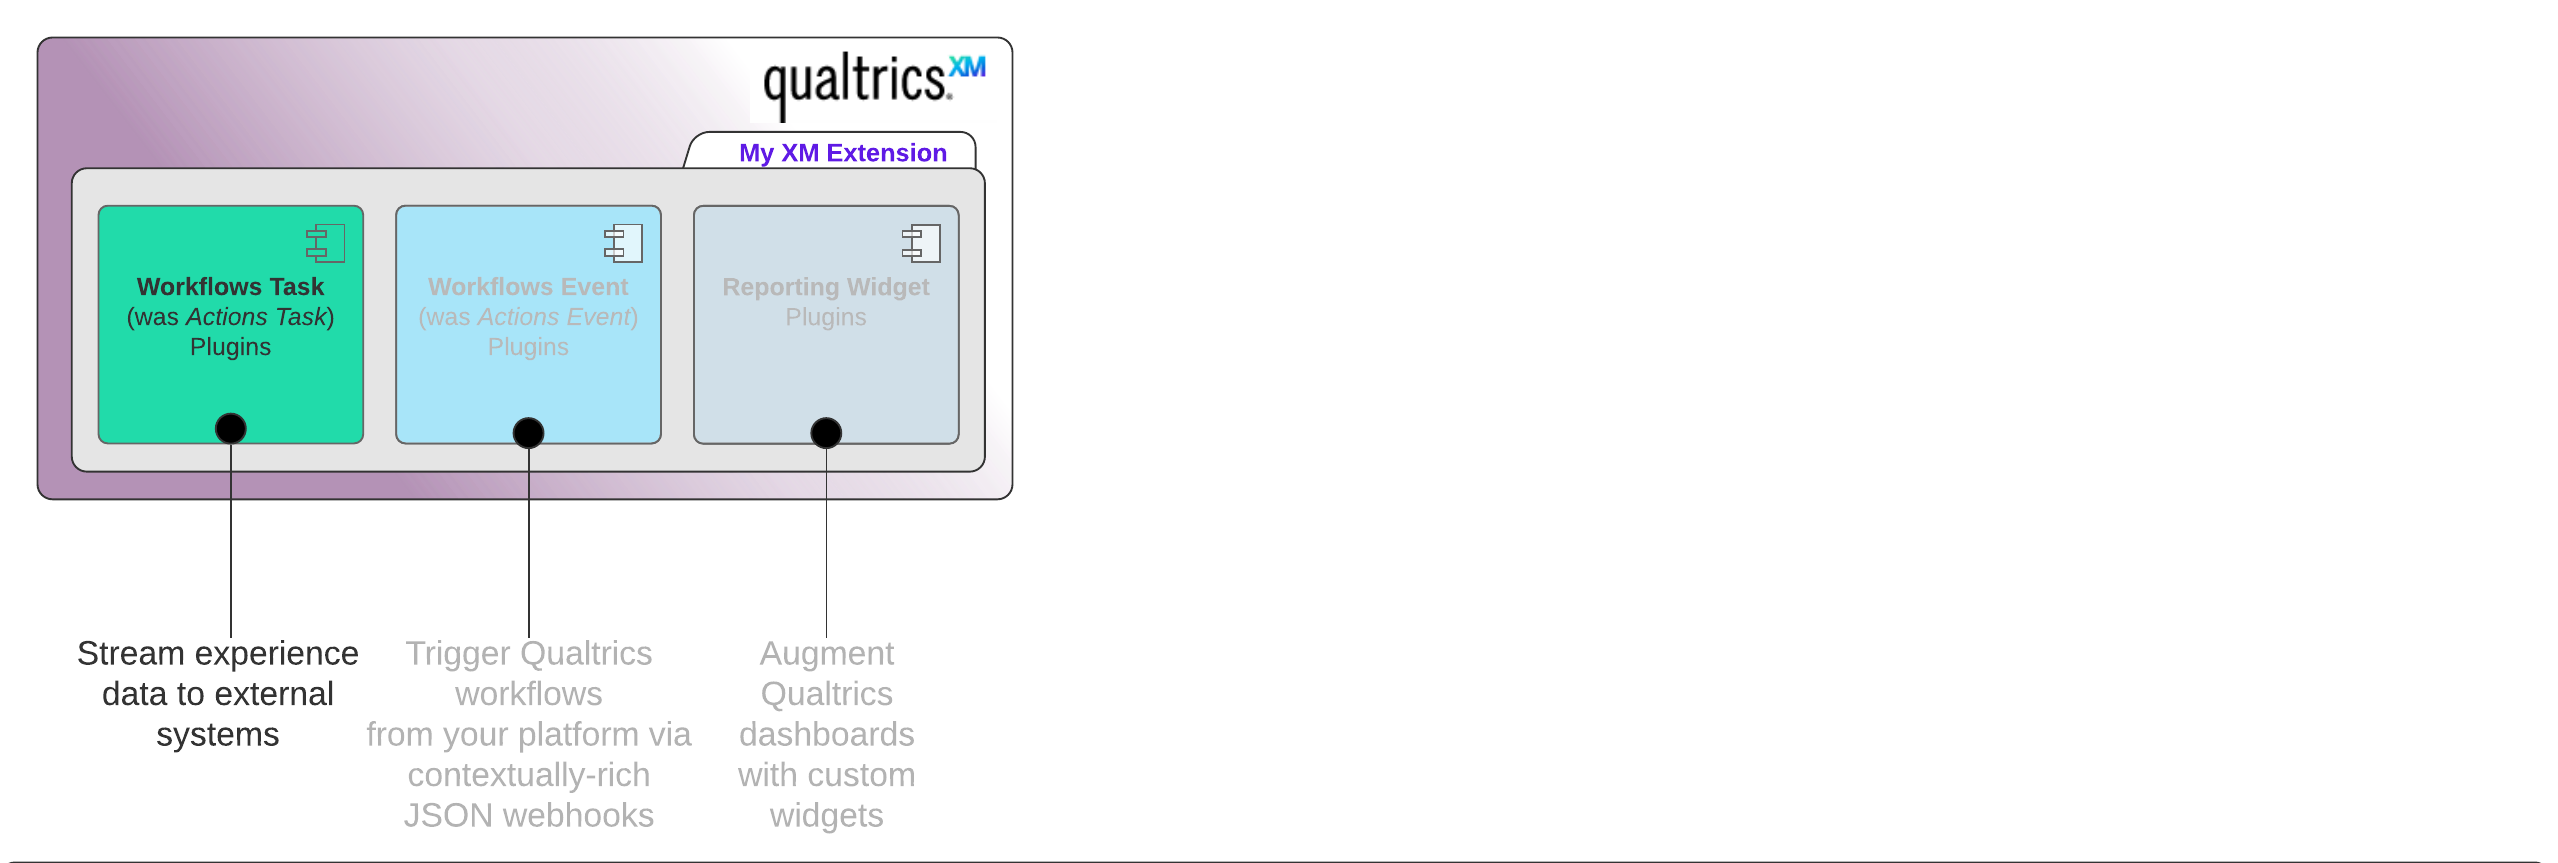 qualtrics.XM
My XM Extension
Workflows Task
(was Actions Task)
Plugins
Workflows Event
(was Actions Event)
Plugins
Reporting Widget
Plugins
Stream experience
data to external
systems
Trigger Qualtrics
workflows
from your platform via
contextually-rich
JSON webhooks
Augment
Qualtrics
dashboards
with custom
widgets